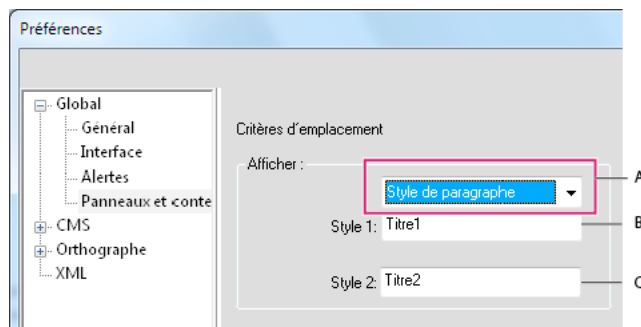 Préférences
Global
Général
Interface
Alertes
Panneaux et conte
CMS
Orthographe
XML
Critères d´emplacement
Afficher :
Style de paragraphe
A
Style 1: Titre1
B
Style 2: Titre2
C